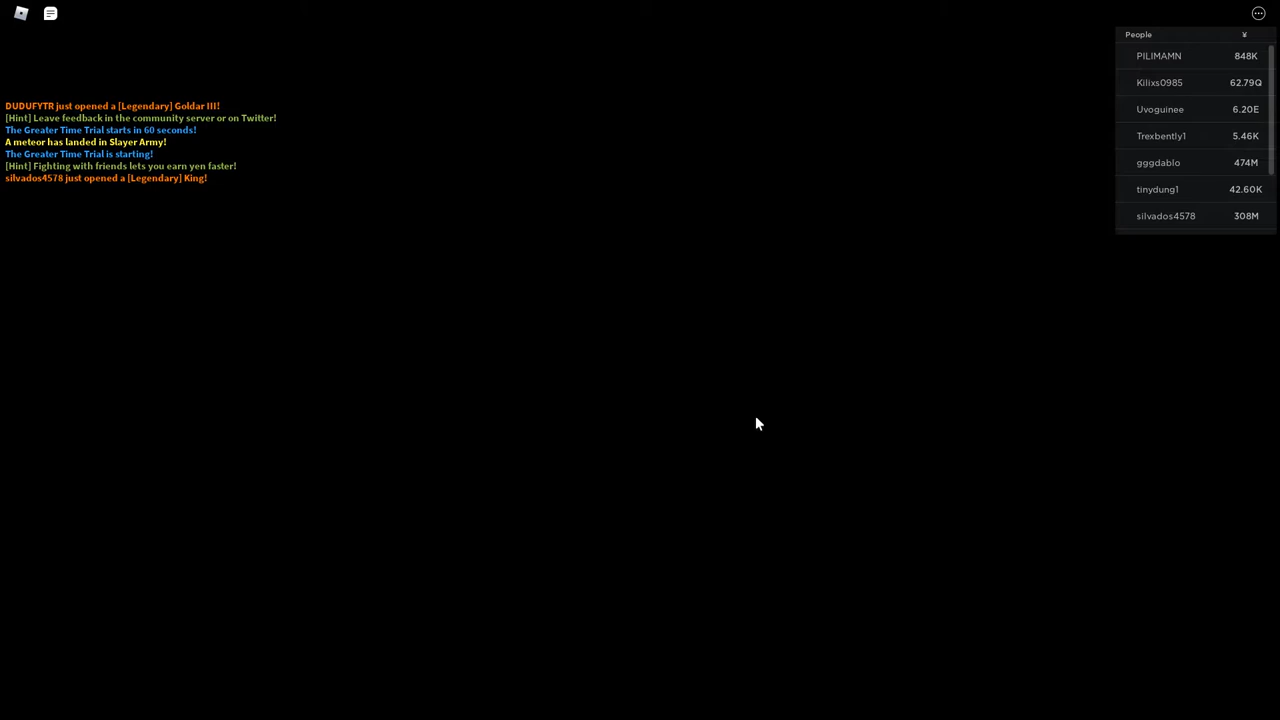 DUDUFYTR just opened a [Legendary] Goldar III!
[Hint] Leave feedback in the community server or on Twitter!
The Greater Time Trial starts in 60 seconds!
A meteor has landed in Slayer Army!
The Greater Time Trial is starting!
[Hint] Fighting with friends lets you earn yen faster!
silvados4578 just opened a [Legendary] King!
People ¥
PILIMAMN 848K
Kilixs0985 62.79Q
Uvoguinee 6.20E
Trexbently1 5.46K
gggdablo 474M
tinydung1 42.60K
silvados4578 308M